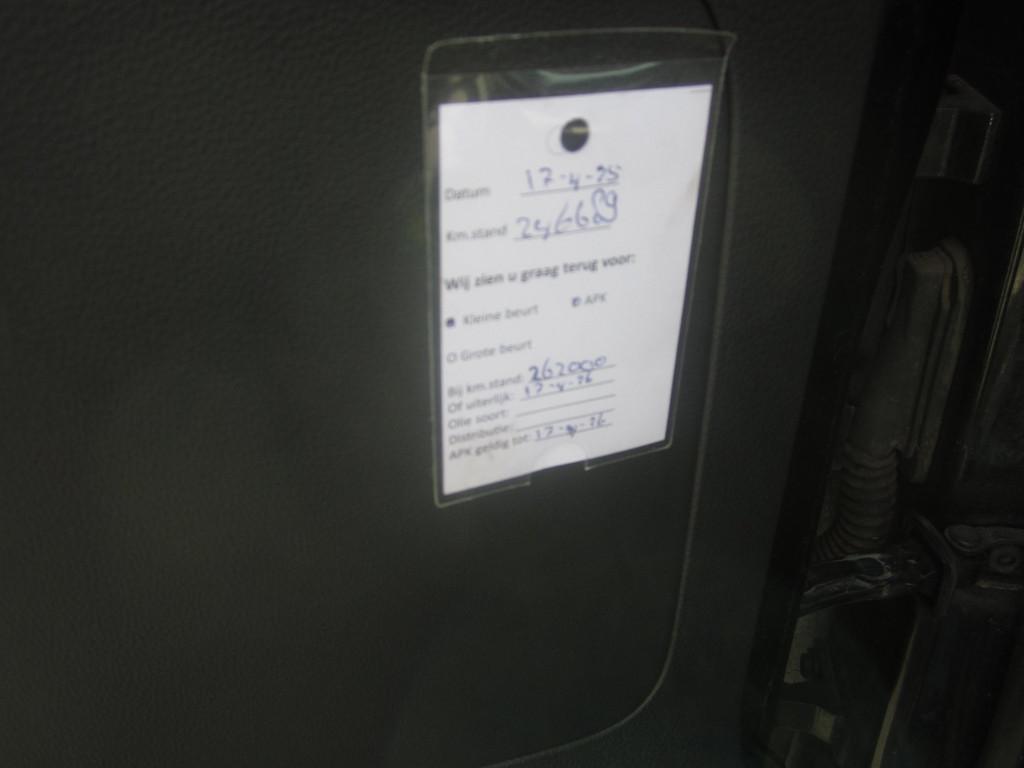 Datum 17-4-25
Km.stand 246689
Wij zien u graag terug voor:
● Kleine beurt ● APK
O Grote beurt
Bij km.stand: 262000
Of uiterlijk: 17-4-26
Olie soort:
Distributie:
APK geldig tot: 17-4-26